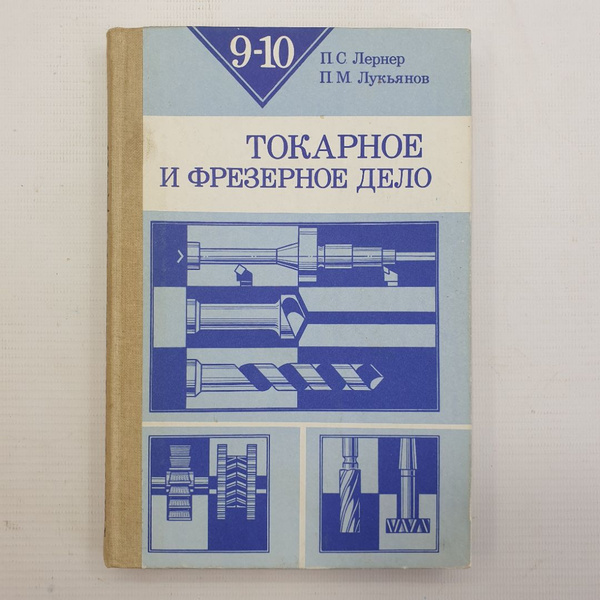 9-10
П С Лернер
П М Лукьянов
ТОКАРНОЕ
И ФРЕЗЕРНОЕ ДЕЛО